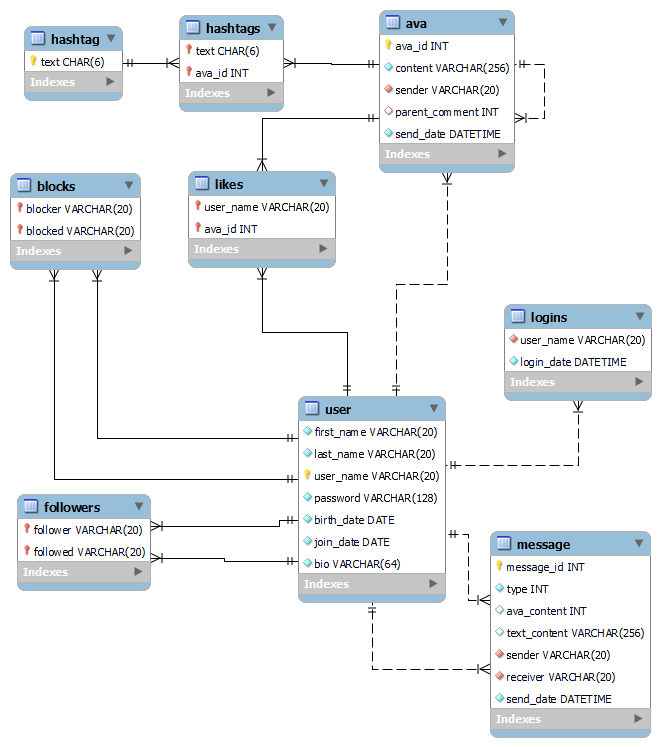 hashtag
text CHAR(6)
Indexes
hashtags
text CHAR(6)
ava_id INT
Indexes
ava
ava_id INT
content VARCHAR(256)
sender VARCHAR(20)
parent_comment INT
send_date DATETIME
Indexes
blocks
blocker VARCHAR(20)
blocked VARCHAR(20)
Indexes
likes
user_name VARCHAR(20)
ava_id INT
Indexes
logins
user_name VARCHAR(20)
login_date DATETIME
Indexes
user
first_name VARCHAR(20)
last_name VARCHAR(20)
user_name VARCHAR(20)
password VARCHAR(128)
birth_date DATE
join_date DATE
bio VARCHAR(64)
Indexes
followers
follower VARCHAR(20)
followed VARCHAR(20)
Indexes
message
message_id INT
type INT
ava_content INT
text_content VARCHAR(256)
sender VARCHAR(20)
receiver VARCHAR(20)
send_date DATETIME
Indexes